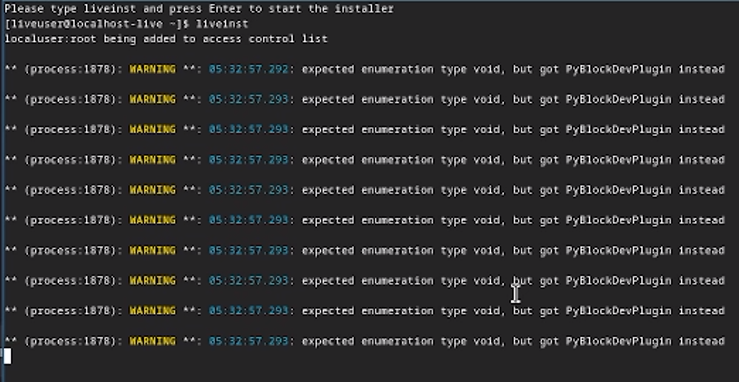 Please type liveinst and press Enter to start the installer
[liveuser@localhost-live ~]$ liveinst
localuser:root being added to access control list
** (process:1878): WARNING **: 05:32:57.292: expected enumeration type void, but got PyBlockDevPlugin instead
** (process:1878): WARNING **: 05:32:57.293: expected enumeration type void, but got PyBlockDevPlugin instead
** (process:1878): WARNING **: 05:32:57.293: expected enumeration type void, but got PyBlockDevPlugin instead
** (process:1878): WARNING **: 05:32:57.293: expected enumeration type void, but got PyBlockDevPlugin instead
** (process:1878): WARNING **: 05:32:57.293: expected enumeration type void, but got PyBlockDevPlugin instead
** (process:1878): WARNING **: 05:32:57.293: expected enumeration type void, but got PyBlockDevPlugin instead
** (process:1878): WARNING **: 05:32:57.293: expected enumeration type void, but got PyBlockDevPlugin instead
** (process:1878): WARNING **: 05:32:57.293: expected enumeration type void, but got PyBlockDevPlugin instead
** (process:1878): WARNING **: 05:32:57.293: expected enumeration type void, but got PyBlockDevPlugin instead
** (process:1878): WARNING **: 05:32:57.293: expected enumeration type void, but got PyBlockDevPlugin instead